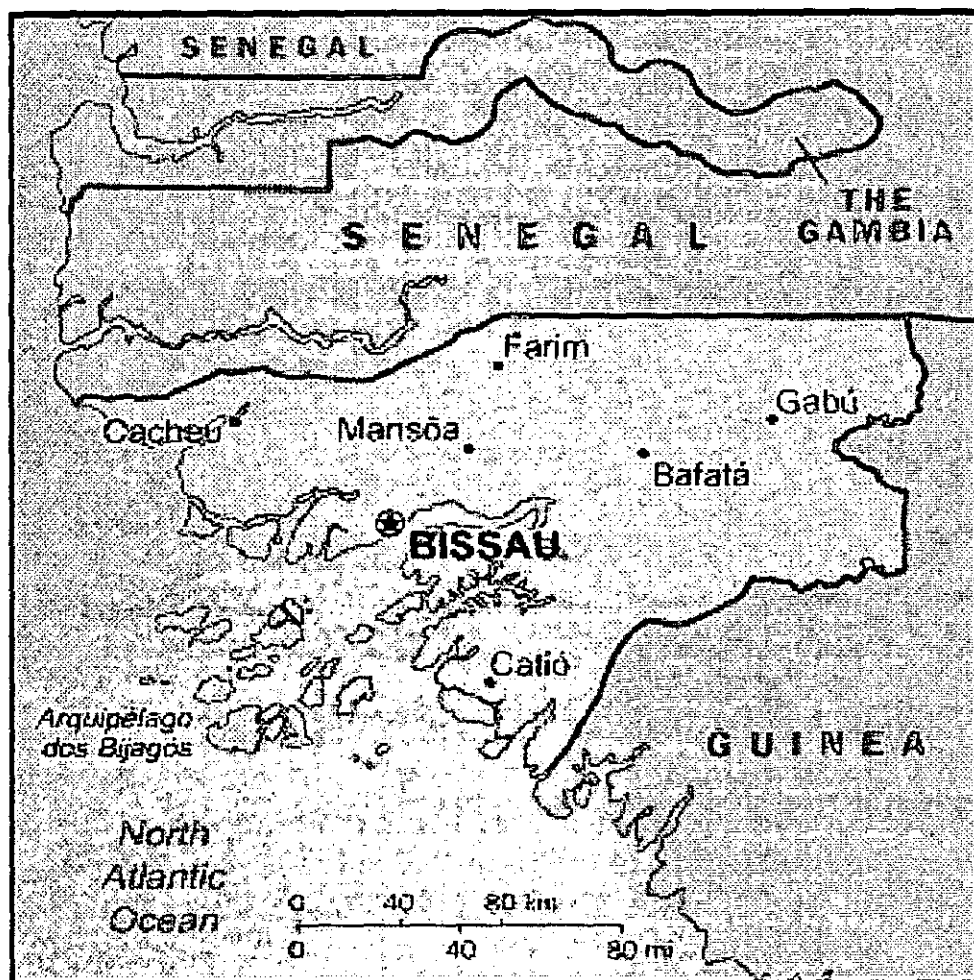 SENEGAL
THE
GAMBIA
SENEGAL
Farim
Gabú
Cacheu
Mansôa
Bafatá
BISSAU
Catió
Arquipélago
dos Bijagos
GUINEA
North
Atlantic
Ocean
0 40 80 km
0 40 80 mi